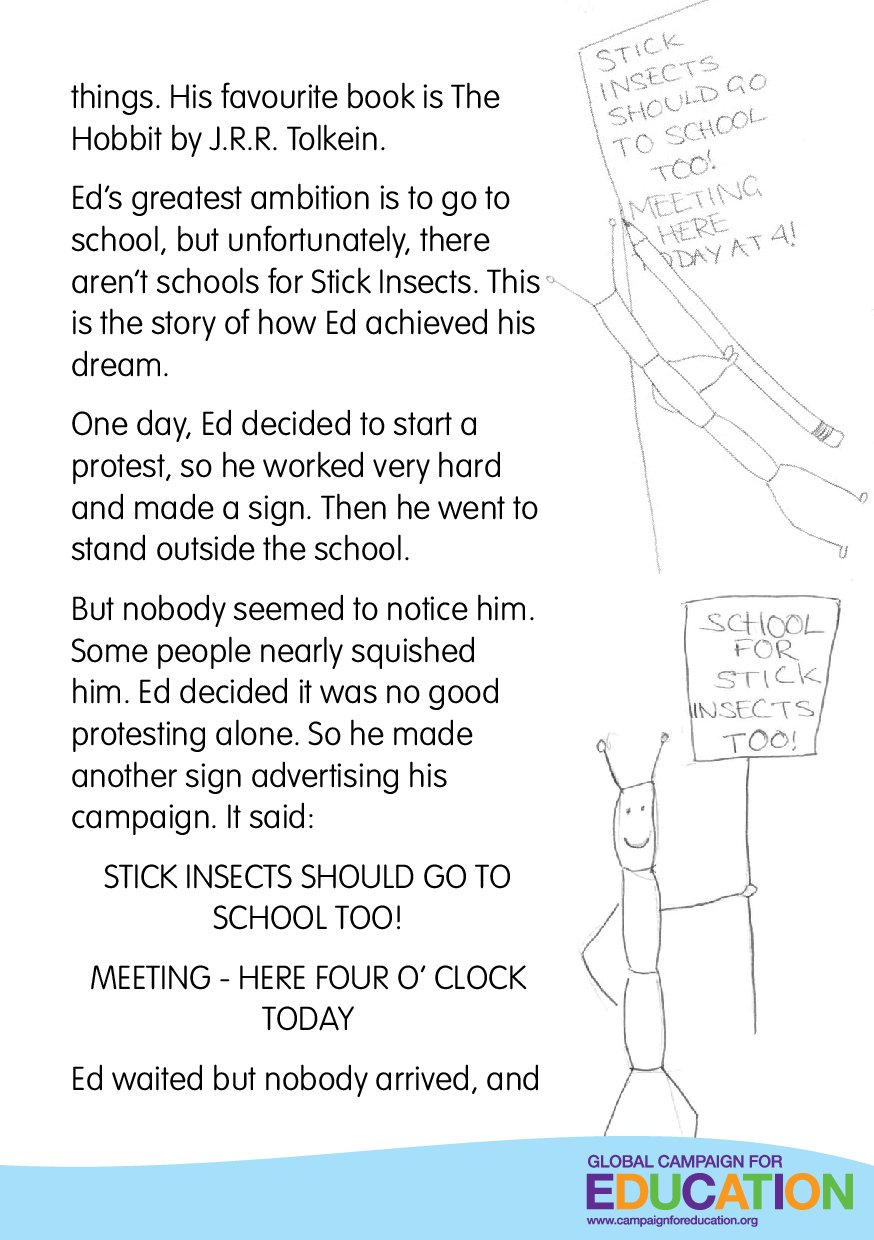 things. His favourite book is The
Hobbit by J.R.R. Tolkein.
Ed’s greatest ambition is to go to
school, but unfortunately, there
aren’t schools for Stick Insects. This
is the story of how Ed achieved his
dream.
One day, Ed decided to start a
protest, so he worked very hard
and made a sign. Then he went to
stand outside the school.
But nobody seemed to notice him.
Some people nearly squished
him. Ed decided it was no good
protesting alone. So he made
another sign advertising his
campaign. It said:
STICK INSECTS SHOULD GO TO
SCHOOL TOO!
MEETING - HERE FOUR O’ CLOCK
TODAY
Ed waited but nobody arrived, and
STICK
INSECTS
SHOULD GO
TO SCHOOL
TOO!
MEETING
HERE
TODAY AT 4!
SCHOOL
FOR
STICK
INSECTS
TOO!
GLOBAL CAMPAIGN FOR
EDUCATION
www.campaignforeducation.org